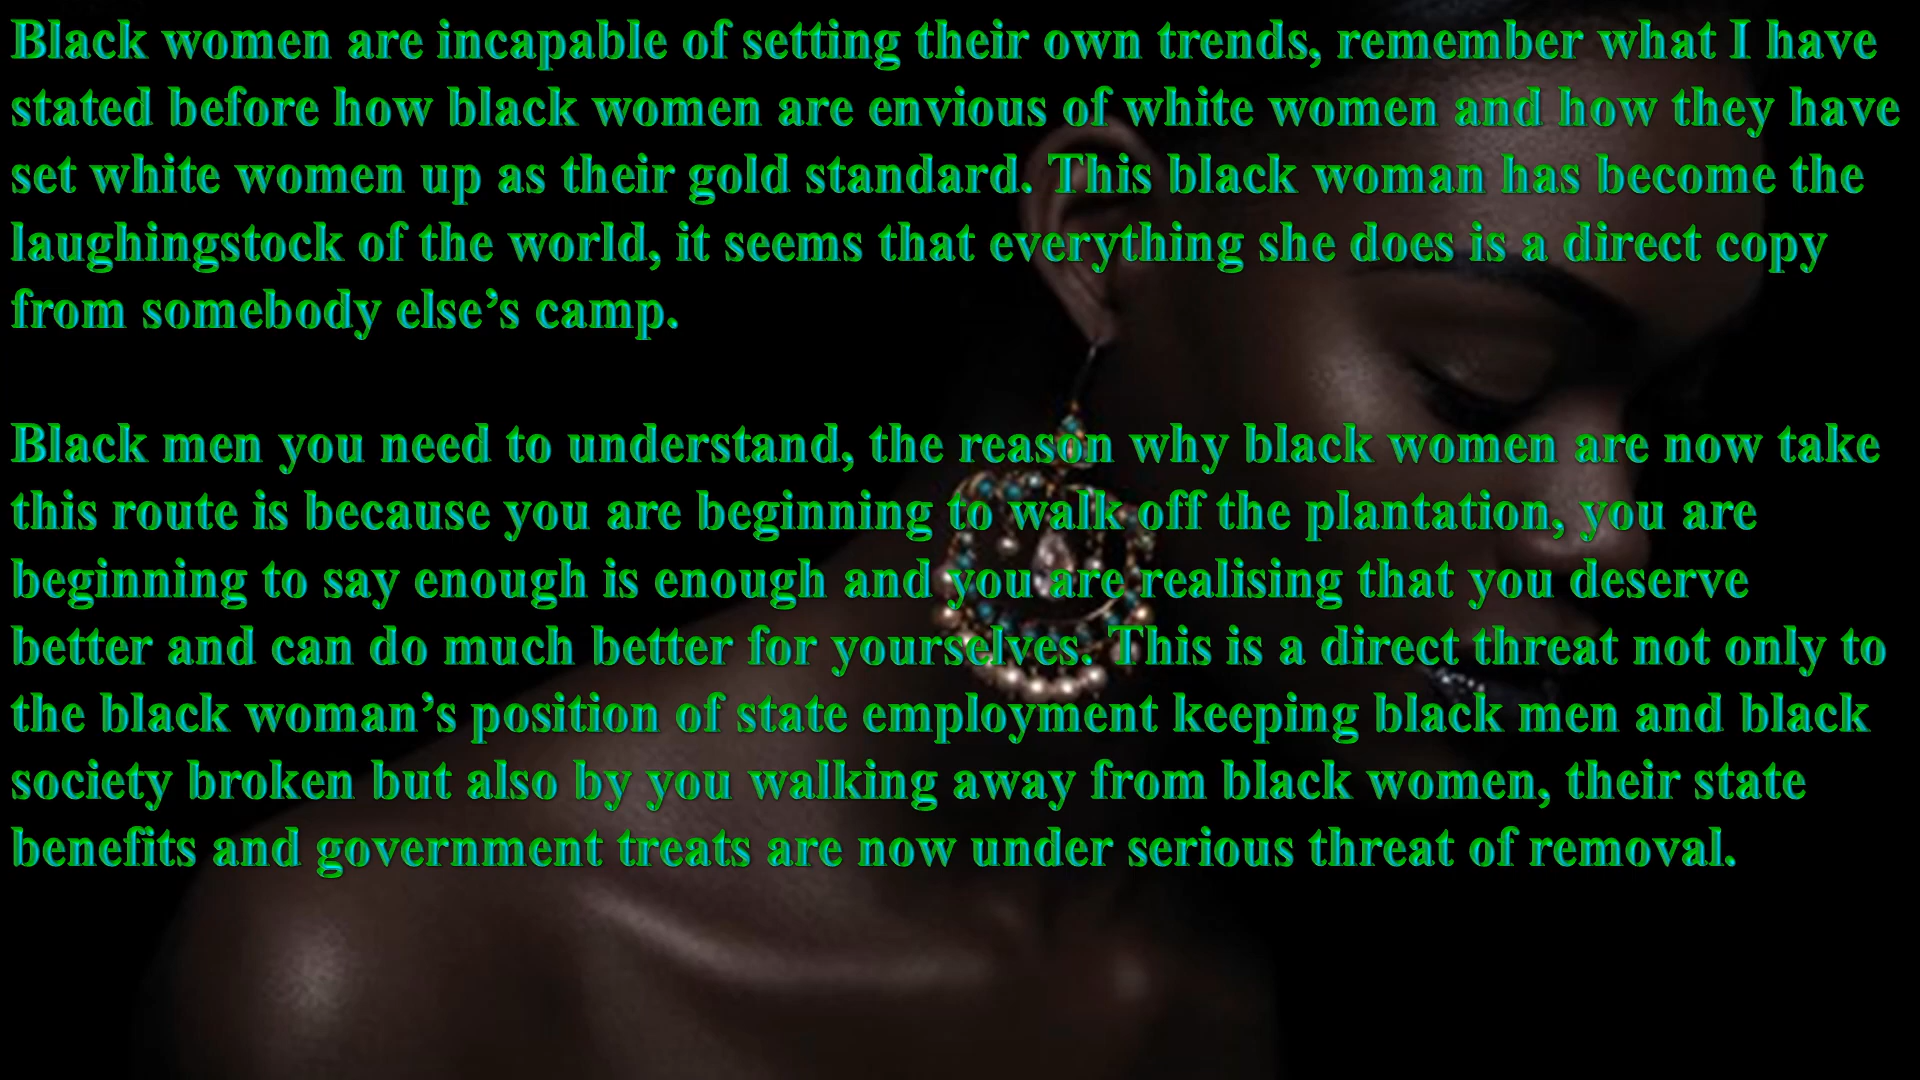 Black women are incapable of setting their own trends, remember what I have
stated before how black women are envious of white women and how they have
set white women up as their gold standard. This black woman has become the
laughingstock of the world, it seems that everything she does is a direct copy
from somebody else’s camp.
Black men you need to understand, the reason why black women are now take
this route is because you are beginning to walk off the plantation, you are
beginning to say enough is enough and you are realising that you deserve
better and can do much better for yourselves. This is a direct threat not only to
the black woman’s position of state employment keeping black men and black
society broken but also by you walking away from black women, their state
benefits and government treats are now under serious threat of removal.